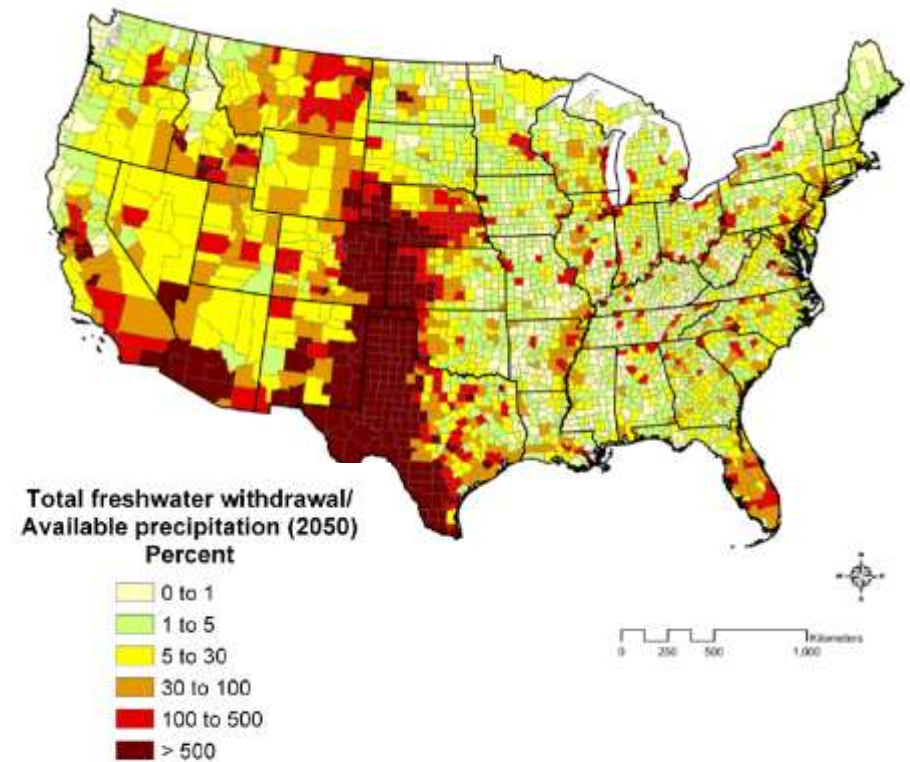 Total freshwater withdrawal/
Available precipitation (2050)
Percent
0 to 1
1 to 5
5 to 30
30 to 100
100 to 500
> 500
Kilometers
0 250 500 1,000